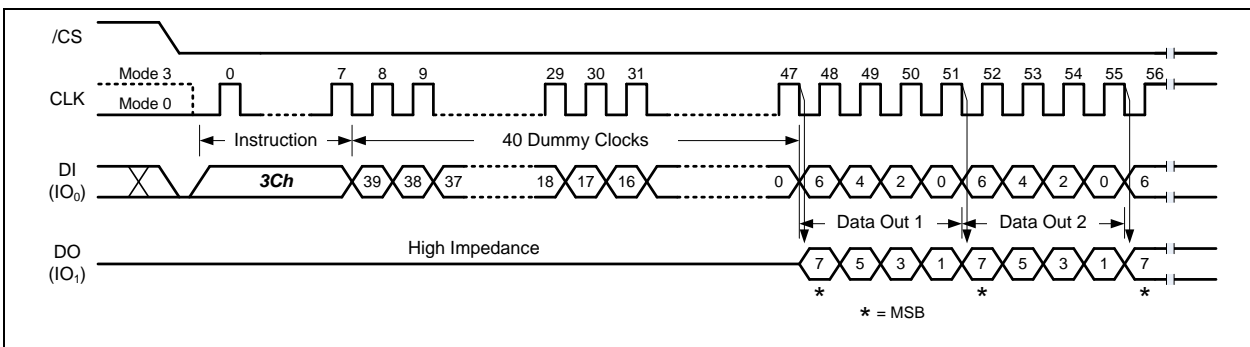 /CS
Mode 3 0 7 8 9 29 30 31 47 48 49 50 51 52 53 54 55 56
CLK
Mode 0
Instruction 40 Dummy Clocks
DI
(IO0)
3Ch 39 38 37 18 17 16 0 6 4 2 0 6 4 2 0 6
Data Out 1 Data Out 2
High Impedance
DO
(IO1)
7 5 3 1 7 5 3 1 7
* * *
* = MSB